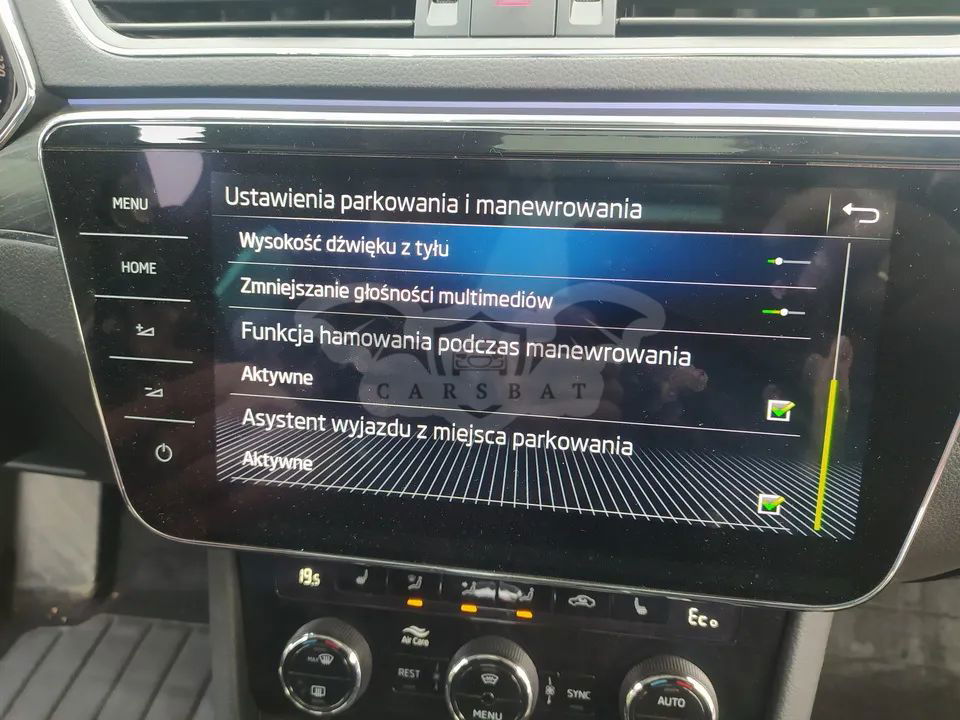 Ustawienia parkowania i manewrowania
MENU
Wysokość dźwięku z tyłu
HOME
Zmniejszanie głośności multimediów
Funkcja hamowania podczas manewrowania
Aktywne
CARSBAT
Asystent wyjazdu z miejsca parkowania
Aktywne
19.5
Eco
Air Care
MAX
REST
SYNC
AUTO
MENU